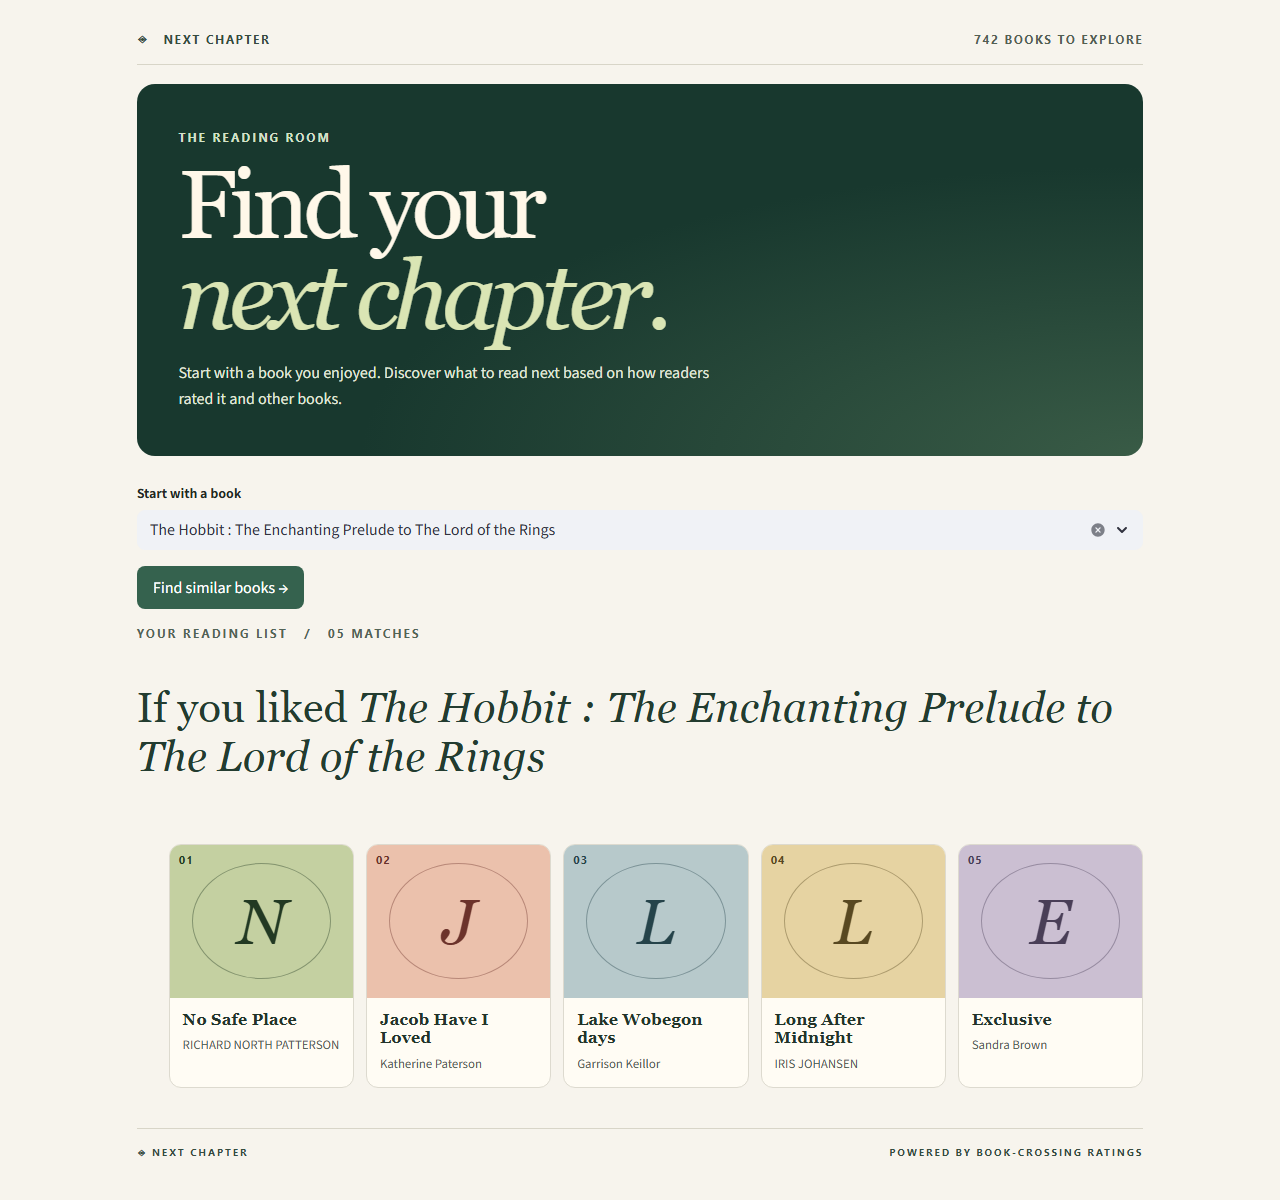 NEXT CHAPTER
742 BOOKS TO EXPLORE
THE READING ROOM
Find your
next chapter.
Start with a book you enjoyed. Discover what to read next based on how readers
rated it and other books.
Start with a book
The Hobbit : The Enchanting Prelude to The Lord of the Rings
Find similar books →
YOUR READING LIST / 05 MATCHES
If you liked The Hobbit : The Enchanting Prelude to
The Lord of the Rings
01
N
No Safe Place
RICHARD NORTH PATTERSON
02
J
Jacob Have I
Loved
Katherine Paterson
03
L
Lake Wobegon
days
Garrison Keillor
04
L
Long After
Midnight
IRIS JOHANSEN
05
E
Exclusive
Sandra Brown
NEXT CHAPTER
POWERED BY BOOK-CROSSING RATINGS